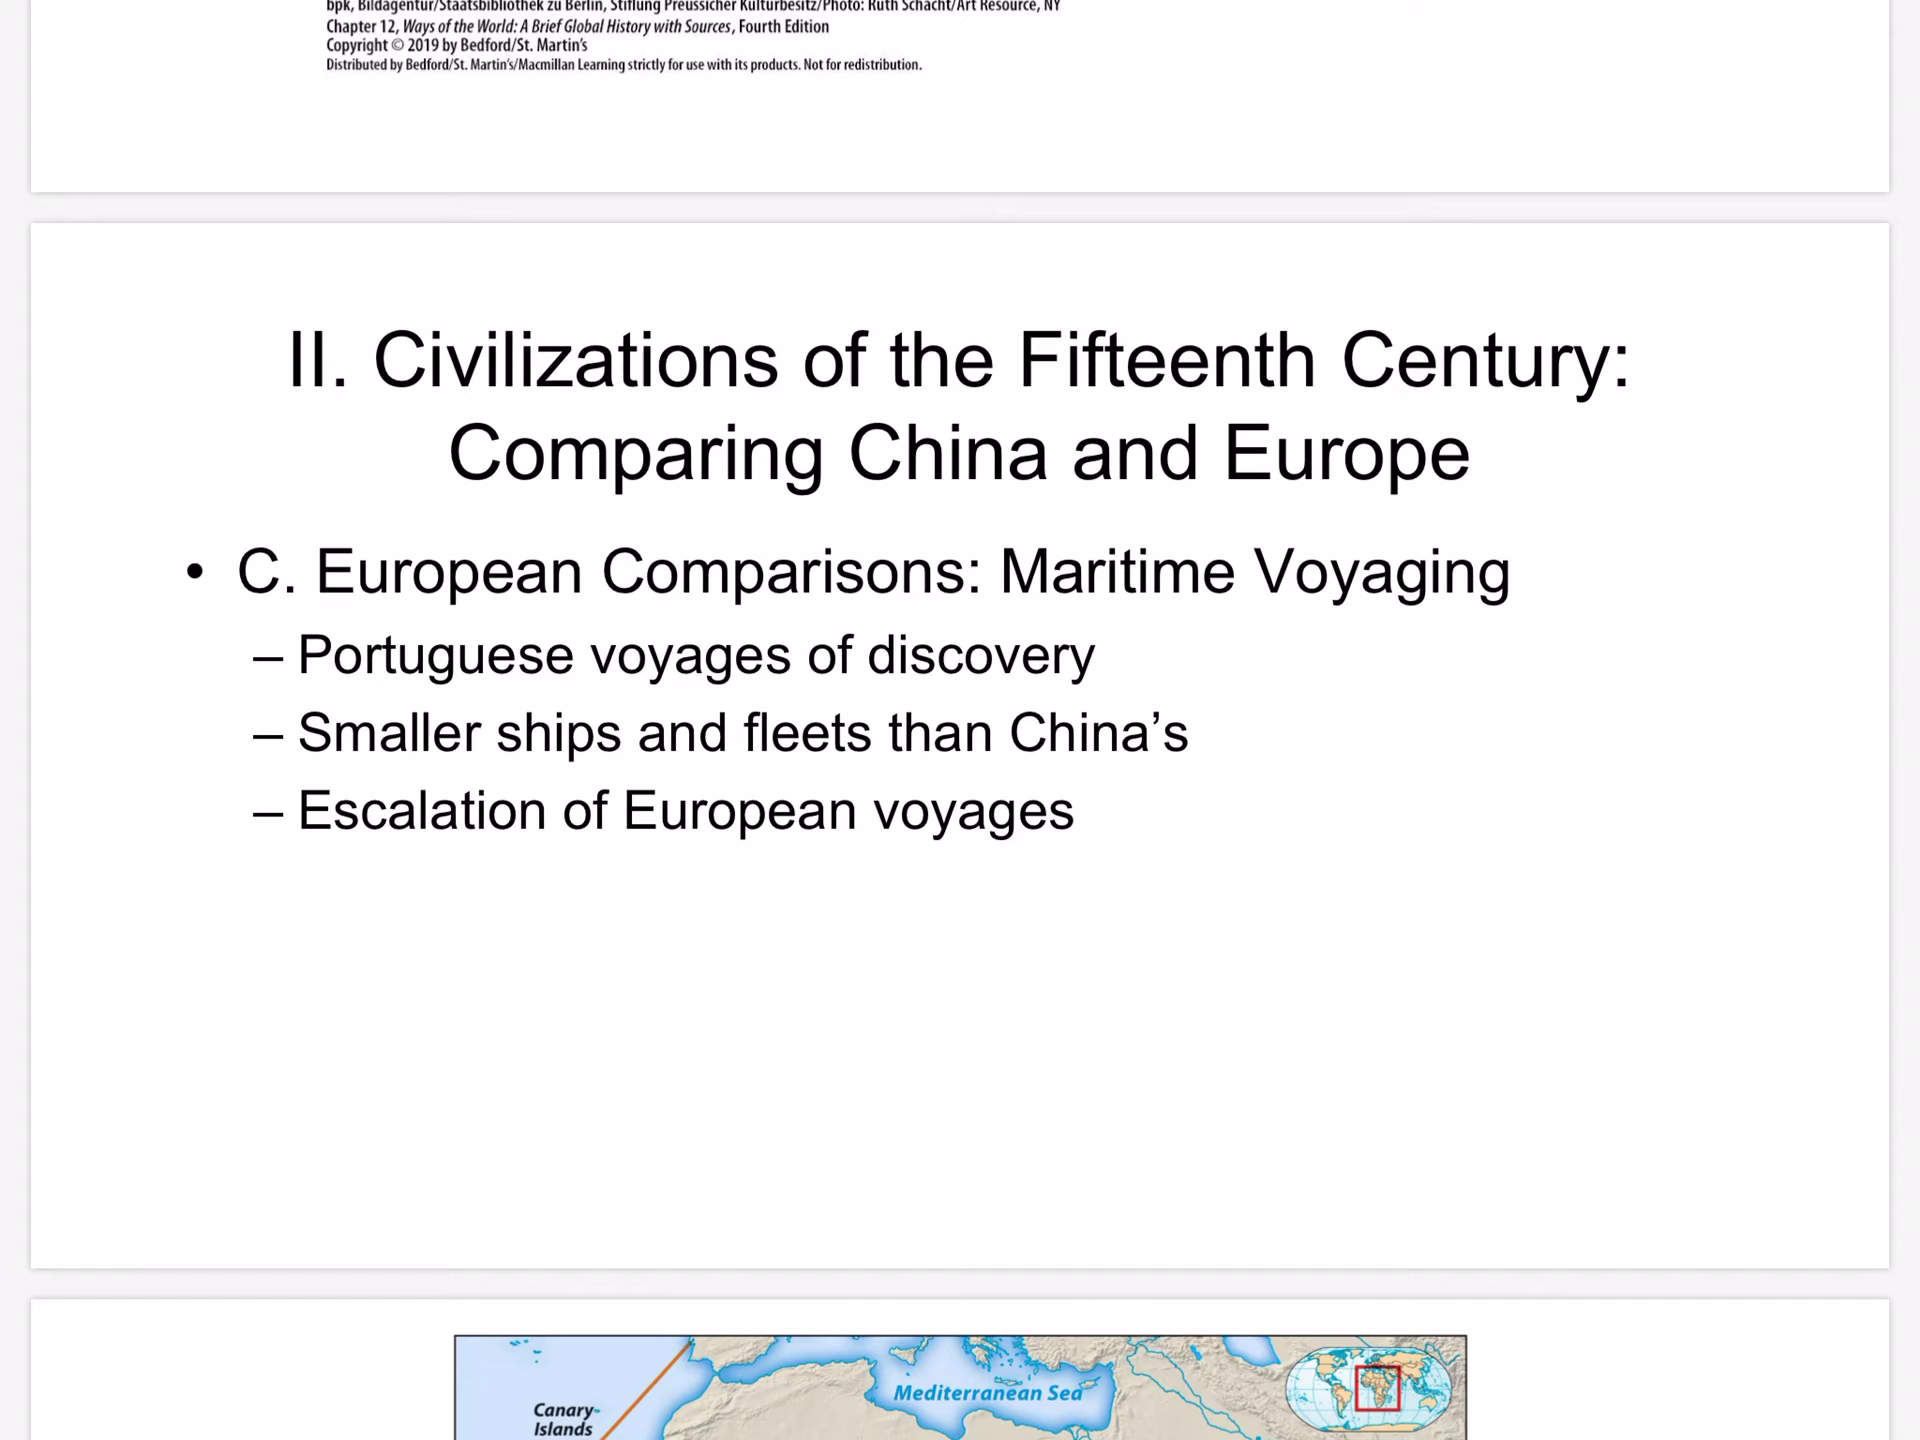 bpk, Bildagentur/Staatsbibliothek zu Berlin, Stiflung Preussicher Kulturbesitz/Photo: Ruth Schacht/Art Resource, NY
Chapter 12, Ways of the World: A Brief Global History with Sources, Fourth Edition
Copyright © 2019 by Bedford/St. Martin's
Distributed by Bedford/St. Martin's/Macmillan Learning strictly for use with its products. Not for redistribution.
II. Civilizations of the Fifteenth Century:
Comparing China and Europe
• C. European Comparisons: Maritime Voyaging
– Portuguese voyages of discovery
– Smaller ships and fleets than China’s
– Escalation of European voyages
Mediterranean Sea
Canary
Islands